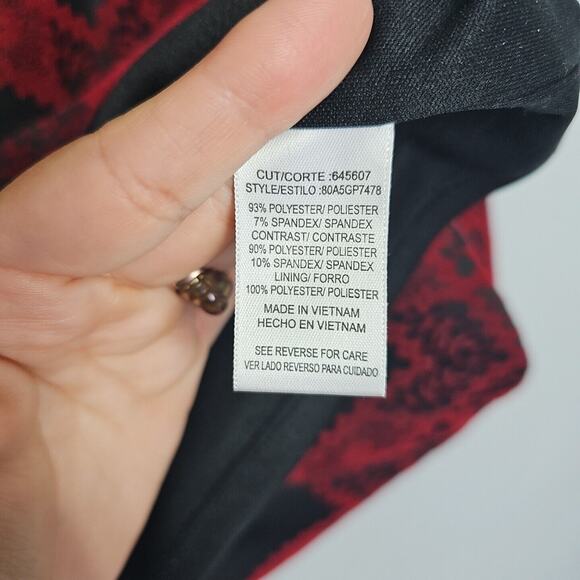 CUT/CORTE :645607
STYLE/ESTILO :80A5GP7478
93% POLYESTER/ POLIESTER
7% SPANDEX/ SPANDEX
CONTRAST/ CONTRASTE
90% POLYESTER/ POLIESTER
10% SPANDEX/ SPANDEX
LINING/ FORRO
100% POLYESTER/ POLIESTER
MADE IN VIETNAM
HECHO EN VIETNAM
SEE REVERSE FOR CARE
VER LADO REVERSO PARA CUIDADO